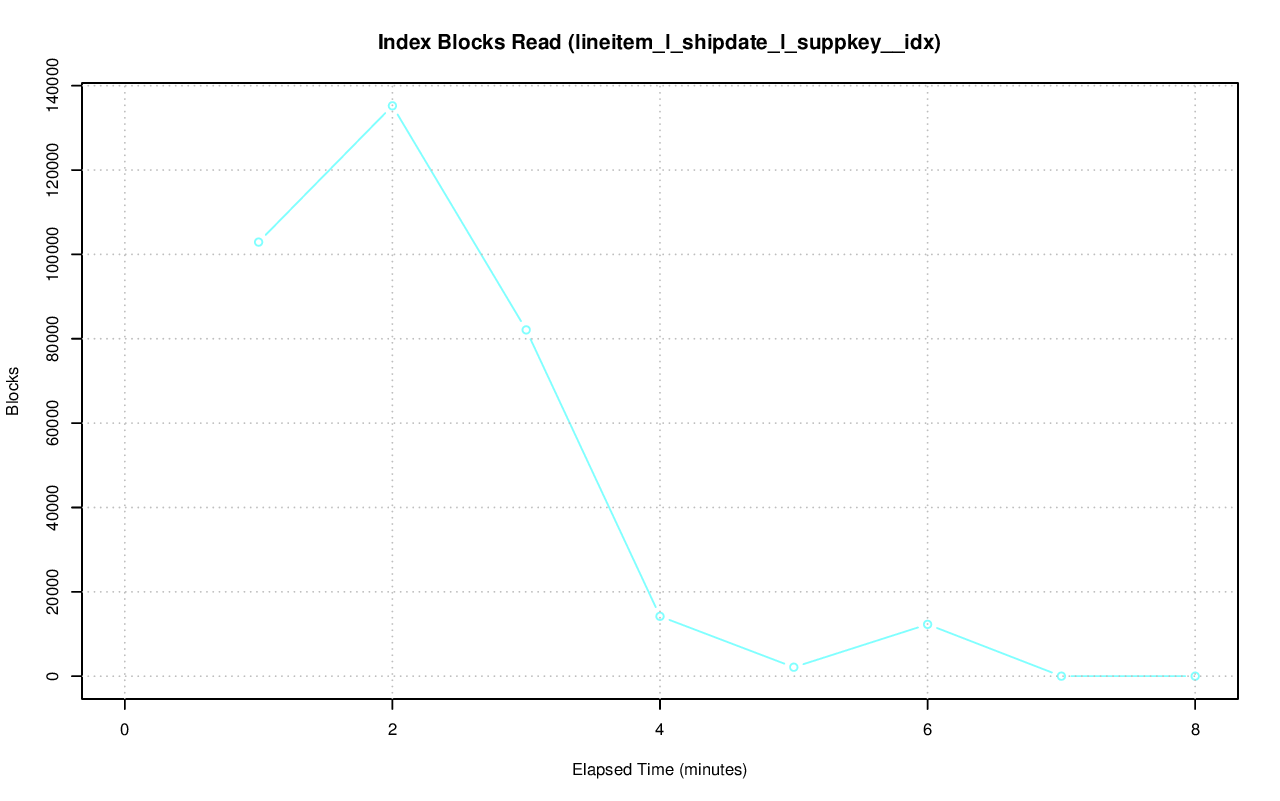 Index Blocks Read (lineitem_l_shipdate_l_suppkey__idx)
140000
120000
100000
80000
60000
40000
20000
0
Blocks
0 2 4 6 8
Elapsed Time (minutes)